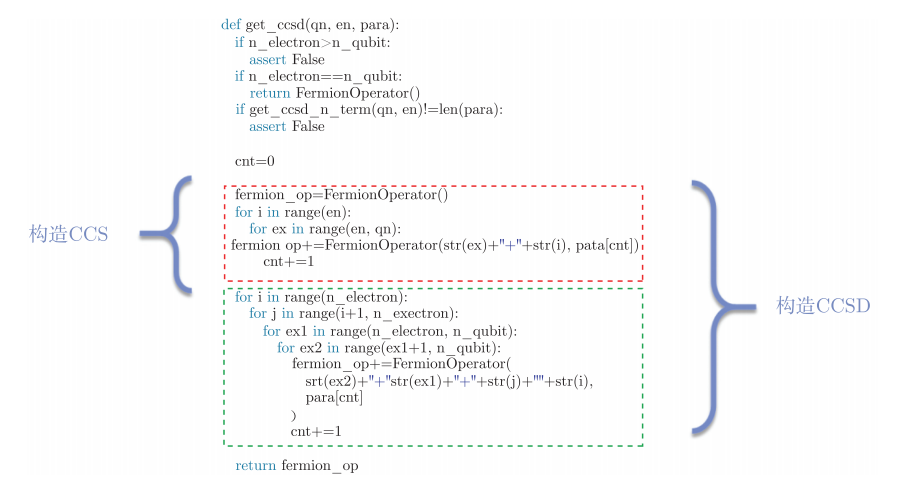 def get_ccsd(qn, en, para):
if n_electron>n_qubit:
assert False
if n_electron==n_qubit:
return FermionOperator()
if get_ccsd_n_term(qn, en)!=len(para):
assert False
cnt=0
构造CCS
fermion_op=FermionOperator()
for i in range(en):
for ex in range(en, qn):
fermion op+=FermionOperator(str(ex)+"+"+str(i), pata[cnt])
cnt+=1
构造CCSD
for i in range(n_electron):
for j in range(i+1, n_exectron):
for ex1 in range(n_electron, n_qubit):
for ex2 in range(ex1+1, n_qubit):
fermion_op+=FermionOperator(
srt(ex2)+"+"str(ex1)+"+"+str(j)+""+str(i),
para[cnt]
)
cnt+=1
return fermion_op